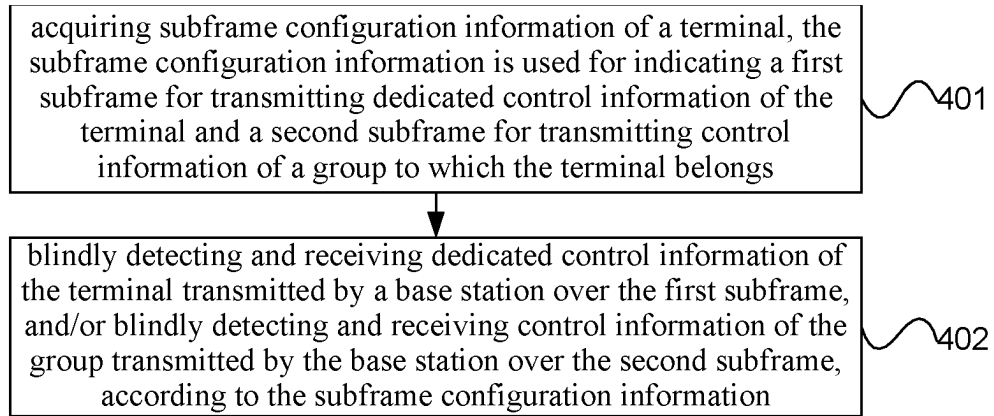 acquiring subframe configuration information of a terminal, the
subframe configuration information is used for indicating a first
subframe for transmitting dedicated control information of the
terminal and a second subframe for transmitting control
information of a group to which the terminal belongs
401
blindly detecting and receiving dedicated control information of
the terminal transmitted by a base station over the first subframe,
and/or blindly detecting and receiving control information of the
group transmitted by the base station over the second subframe,
according to the subframe configuration information
402